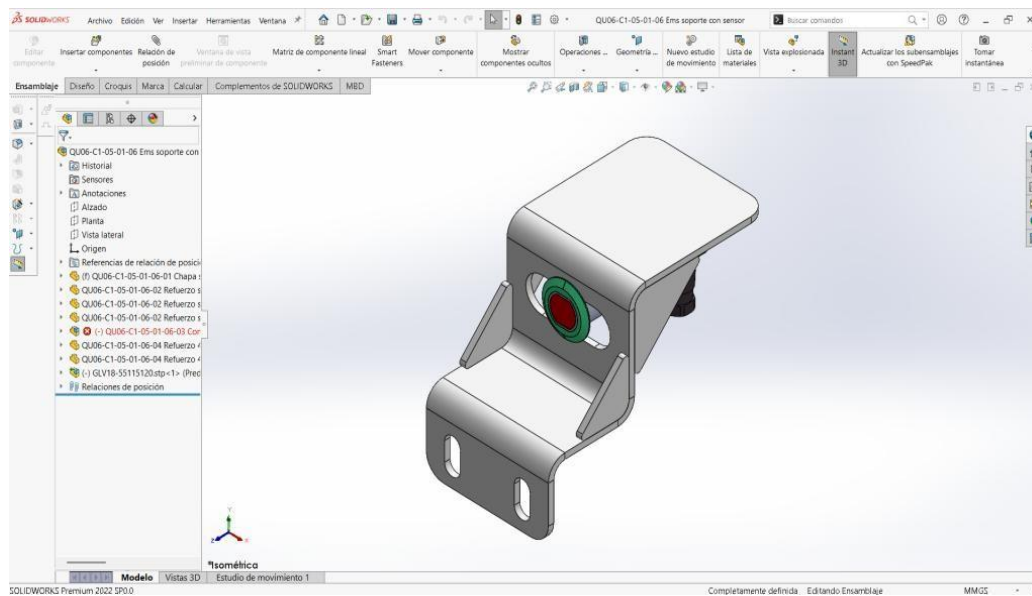 SOLIDWORKS Archivo Edición Ver Insertar Herramientas Ventana QU06-C1-05-01-06 Ems soporte con sensor Buscar comandos
Editar componente
Insertar componentes
Relación de posición
Ventana de vista preliminar de componente
Matriz de componente lineal
Smart Fasteners
Mover componente
Mostrar componentes ocultos
Operaciones ...
Geometría ...
Nuevo estudio de movimiento
Lista de materiales
Vista explosionada
Instant 3D
Actualizar los subensamblajes con SpeedPak
Tomar instantánea
Ensamblaje Diseño Croquis Marca Calcular Complementos de SOLIDWORKS MBD
QU06-C1-05-01-06 Ems soporte con
Historial
Sensores
Anotaciones
Alzado
Planta
Vista lateral
Origen
Referencias de relación de posici
(f) QU06-C1-05-01-06-01 Chapa s
QU06-C1-05-01-06-02 Refuerzo s
QU06-C1-05-01-06-02 Refuerzo s
QU06-C1-05-01-06-02 Refuerzo s
(-) QU06-C1-05-01-06-03 Cor
QU06-C1-05-01-06-04 Refuerzo 4
QU06-C1-05-01-06-04 Refuerzo 4
(-) GLV18-55115120.stp<1> (Pred
Relaciones de posición
*Isométrica
Modelo Vistas 3D Estudio de movimiento 1
SOLIDWORKS Premium 2022 SP0.0 Completamente definida Editando Ensamblaje MMGS